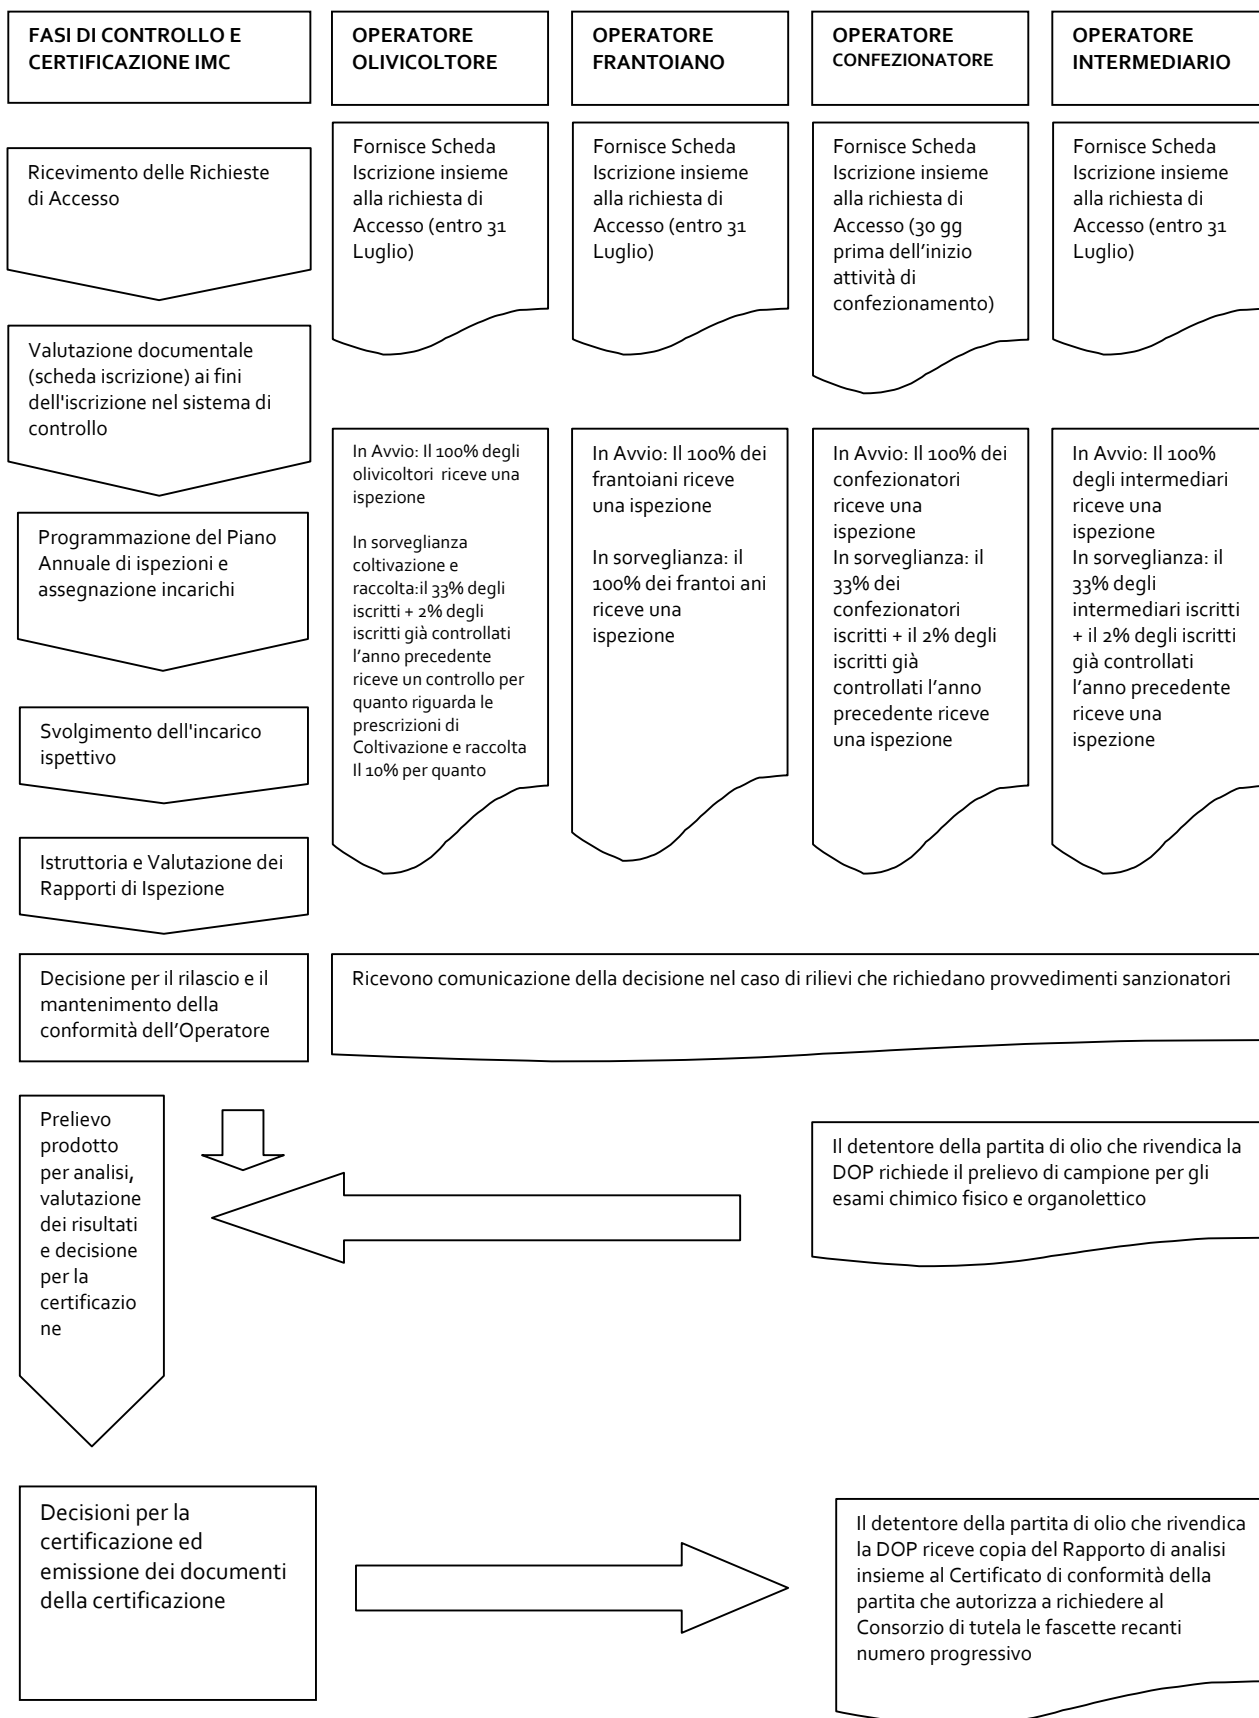 FASI DI CONTROLLO E
CERTIFICAZIONE IMC
OPERATORE
OLIVICOLTORE
OPERATORE
FRANTOIANO
OPERATORE
CONFEZIONATORE
OPERATORE
INTERMEDIARIO
Ricevimento delle Richieste
di Accesso
Fornisce Scheda
Iscrizione insieme
alla richiesta di
Accesso (entro 31
Luglio)
Fornisce Scheda
Iscrizione insieme
alla richiesta di
Accesso (entro 31
Luglio)
Fornisce Scheda
Iscrizione insieme
alla richiesta di
Accesso (30 gg
prima dell'inizio
attività di
confezionamento)
Fornisce Scheda
Iscrizione insieme
alla richiesta di
Accesso (entro 31
Luglio)
Valutazione documentale
(scheda iscrizione) ai fini
dell'iscrizione nel sistema di
controllo
Programmazione del Piano
Annuale di ispezioni e
assegnazione incarichi
Svolgimento dell'incarico
ispettivo
Istruttoria e Valutazione dei
Rapporti di Ispezione
In Avvio: Il 100% degli
olivicoltori riceve una
ispezione
In sorveglianza
coltivazione e
raccolta:il 33% degli
iscritti + 2% degli
iscritti già controllati
l'anno precedente
riceve un controllo per
quanto riguarda le
prescrizioni di
Coltivazione e raccolta
Il 10% per quanto
In Avvio: Il 100% dei
frantoiani riceve
una ispezione
In sorveglianza: il
100% dei frantoi ani
riceve una
ispezione
In Avvio: Il 100% dei
confezionatori
riceve una
ispezione
In sorveglianza: il
33% dei
confezionatori
iscritti + il 2% degli
iscritti già
controllati l'anno
precedente riceve
una ispezione
In Avvio: Il 100%
degli intermediari
riceve una
ispezione
In sorveglianza: il
33% degli
intermediari iscritti
+ il 2% degli iscritti
già controllati
l'anno precedente
riceve una
ispezione
Decisione per il rilascio e il
mantenimento della
conformità dell'Operatore
Ricevono comunicazione della decisione nel caso di rilievi che richiedano provvedimenti sanzionatori
Prelievo
prodotto
per analisi,
valutazione
dei risultati
e decisione
per la
certificazio
ne
Il detentore della partita di olio che rivendica la
DOP richiede il prelievo di campione per gli
esami chimico fisico e organolettico
Decisioni per la
certificazione ed
emissione dei documenti
della certificazione
Il detentore della partita di olio che rivendica
la DOP riceve copia del Rapporto di analisi
insieme al Certificato di conformità della
partita che autorizza a richiedere al
Consorzio di tutela le fascette recanti
numero progressivo